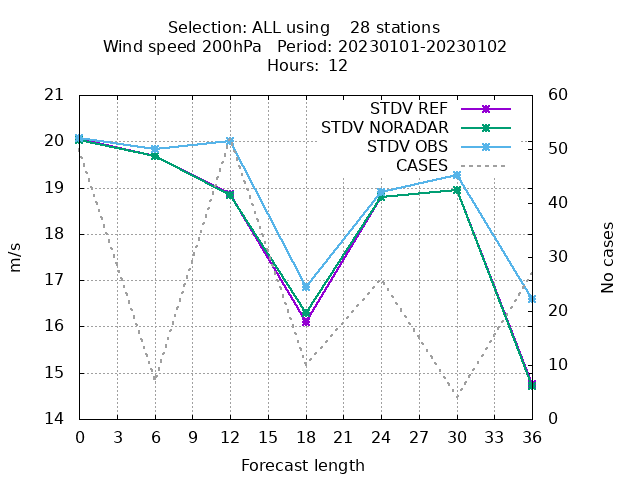 Selection: ALL using    28 stations
Wind speed 200hPa   Period: 20230101-20230102
Hours:  12
STDV REF
STDV NORADAR
STDV OBS
CASES
21
20
19
18
17
16
15
14
60
50
40
30
20
10
0
m/s
No cases
0 3 6 9 12 15 18 21 24 27 30 33 36
Forecast length